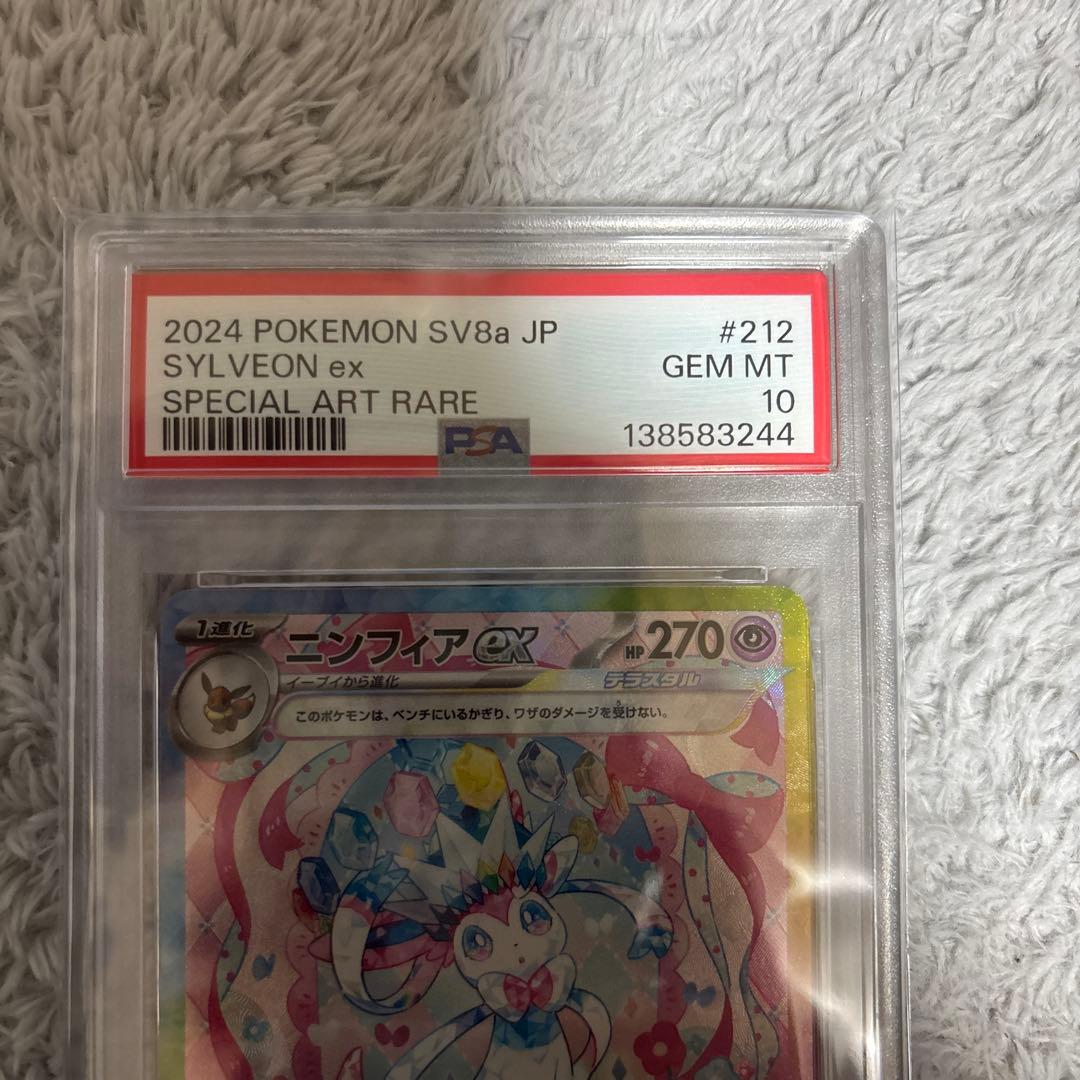 2024 POKEMON SV8a JP #212
SYLVEON ex GEM MT
SPECIAL ART RARE 10
PSA 138583244
1進化 ニンフィアex HP270
イーブイから進化 テラスタル
このポケモンは、ベンチにいるかぎり、ワザのダメージを受けない。